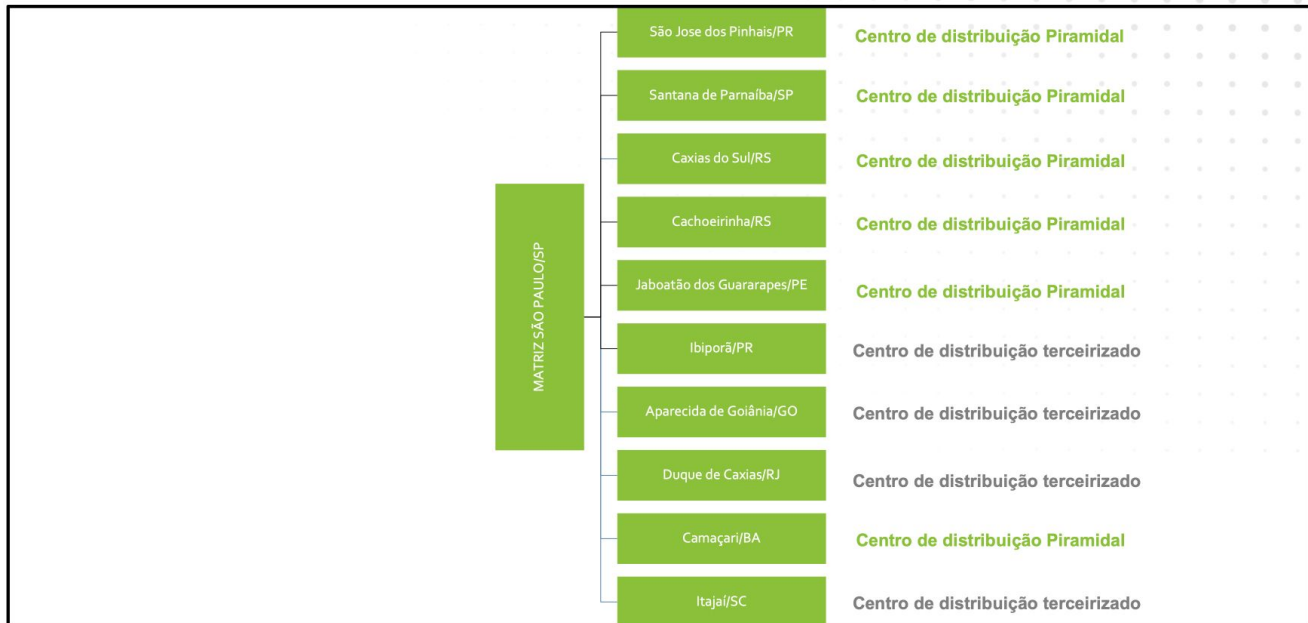 São Jose dos Pinhais/PR Centro de distribuição Piramidal
Santana de Parnaíba/SP Centro de distribuição Piramidal
Caxias do Sul/RS Centro de distribuição Piramidal
Cachoeirinha/RS Centro de distribuição Piramidal
Jaboatão dos Guararapes/PE Centro de distribuição Piramidal
MATRIZ SÃO PAULO/SP
Ibiporã/PR Centro de distribuição terceirizado
Aparecida de Goiânia/GO Centro de distribuição terceirizado
Duque de Caxias/RJ Centro de distribuição terceirizado
Camaçari/BA Centro de distribuição Piramidal
Itajaí/SC Centro de distribuição terceirizado